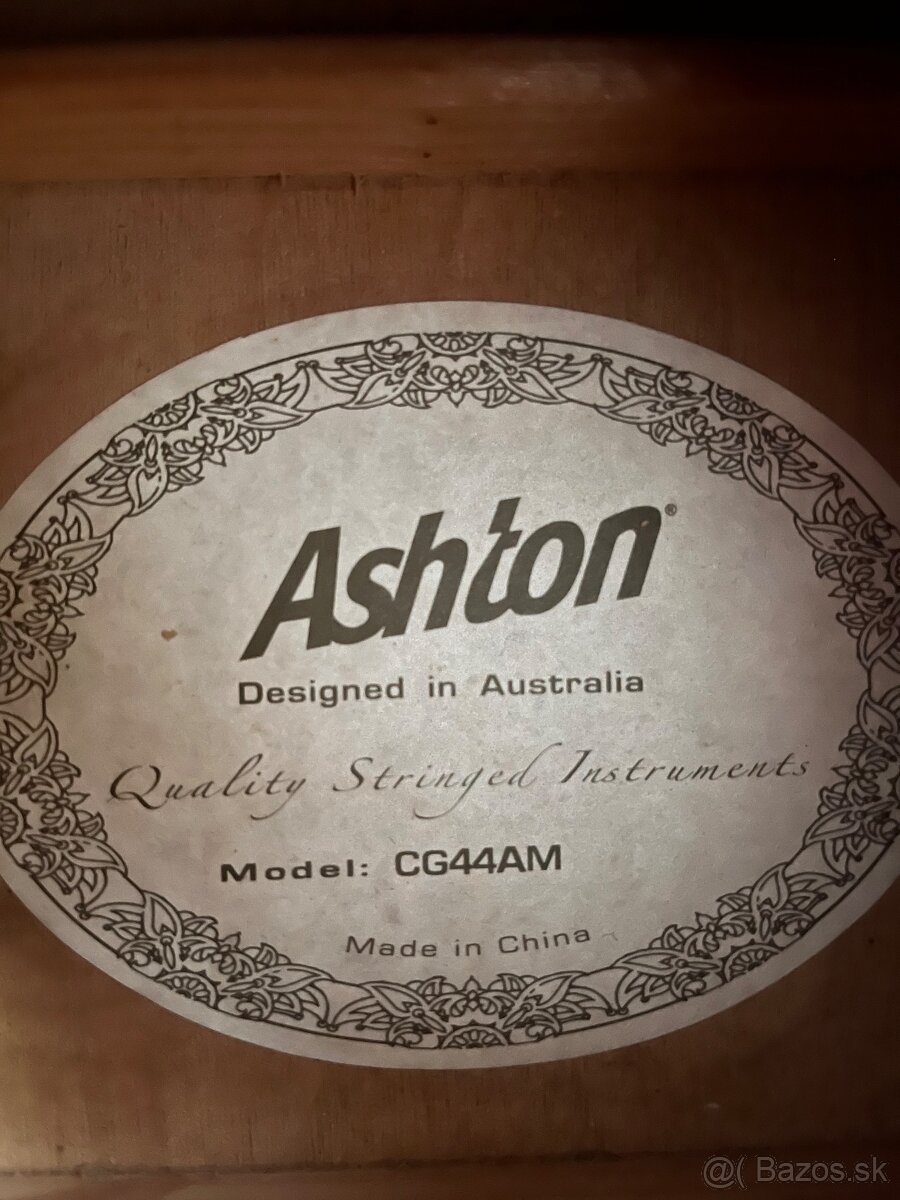 Ashton®
Designed in Australia
Quality Stringed Instruments
Model: CG44AM
Made in China
@( Bazos.sk